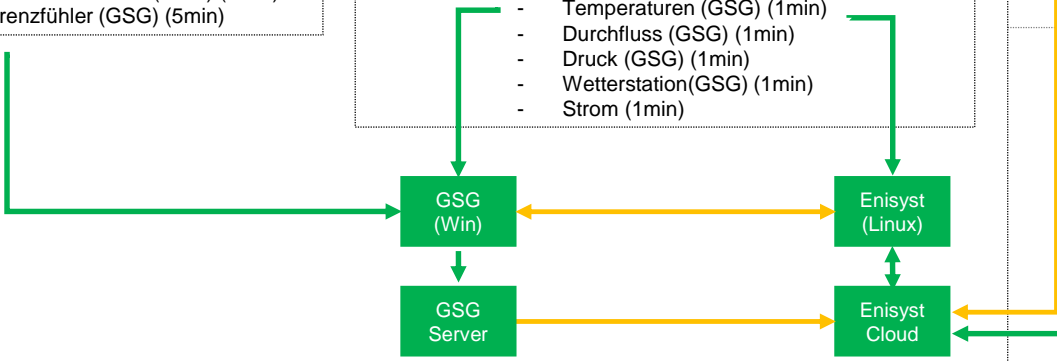 renzfühler (GSG) (5min)
- Temperaturen (GSG) (1min)
- Durchfluss (GSG) (1min)
- Druck (GSG) (1min)
- Wetterstation(GSG) (1min)
- Strom (1min)
GSG
(Win)
Enisyst
(Linux)
GSG
Server
Enisyst
Cloud